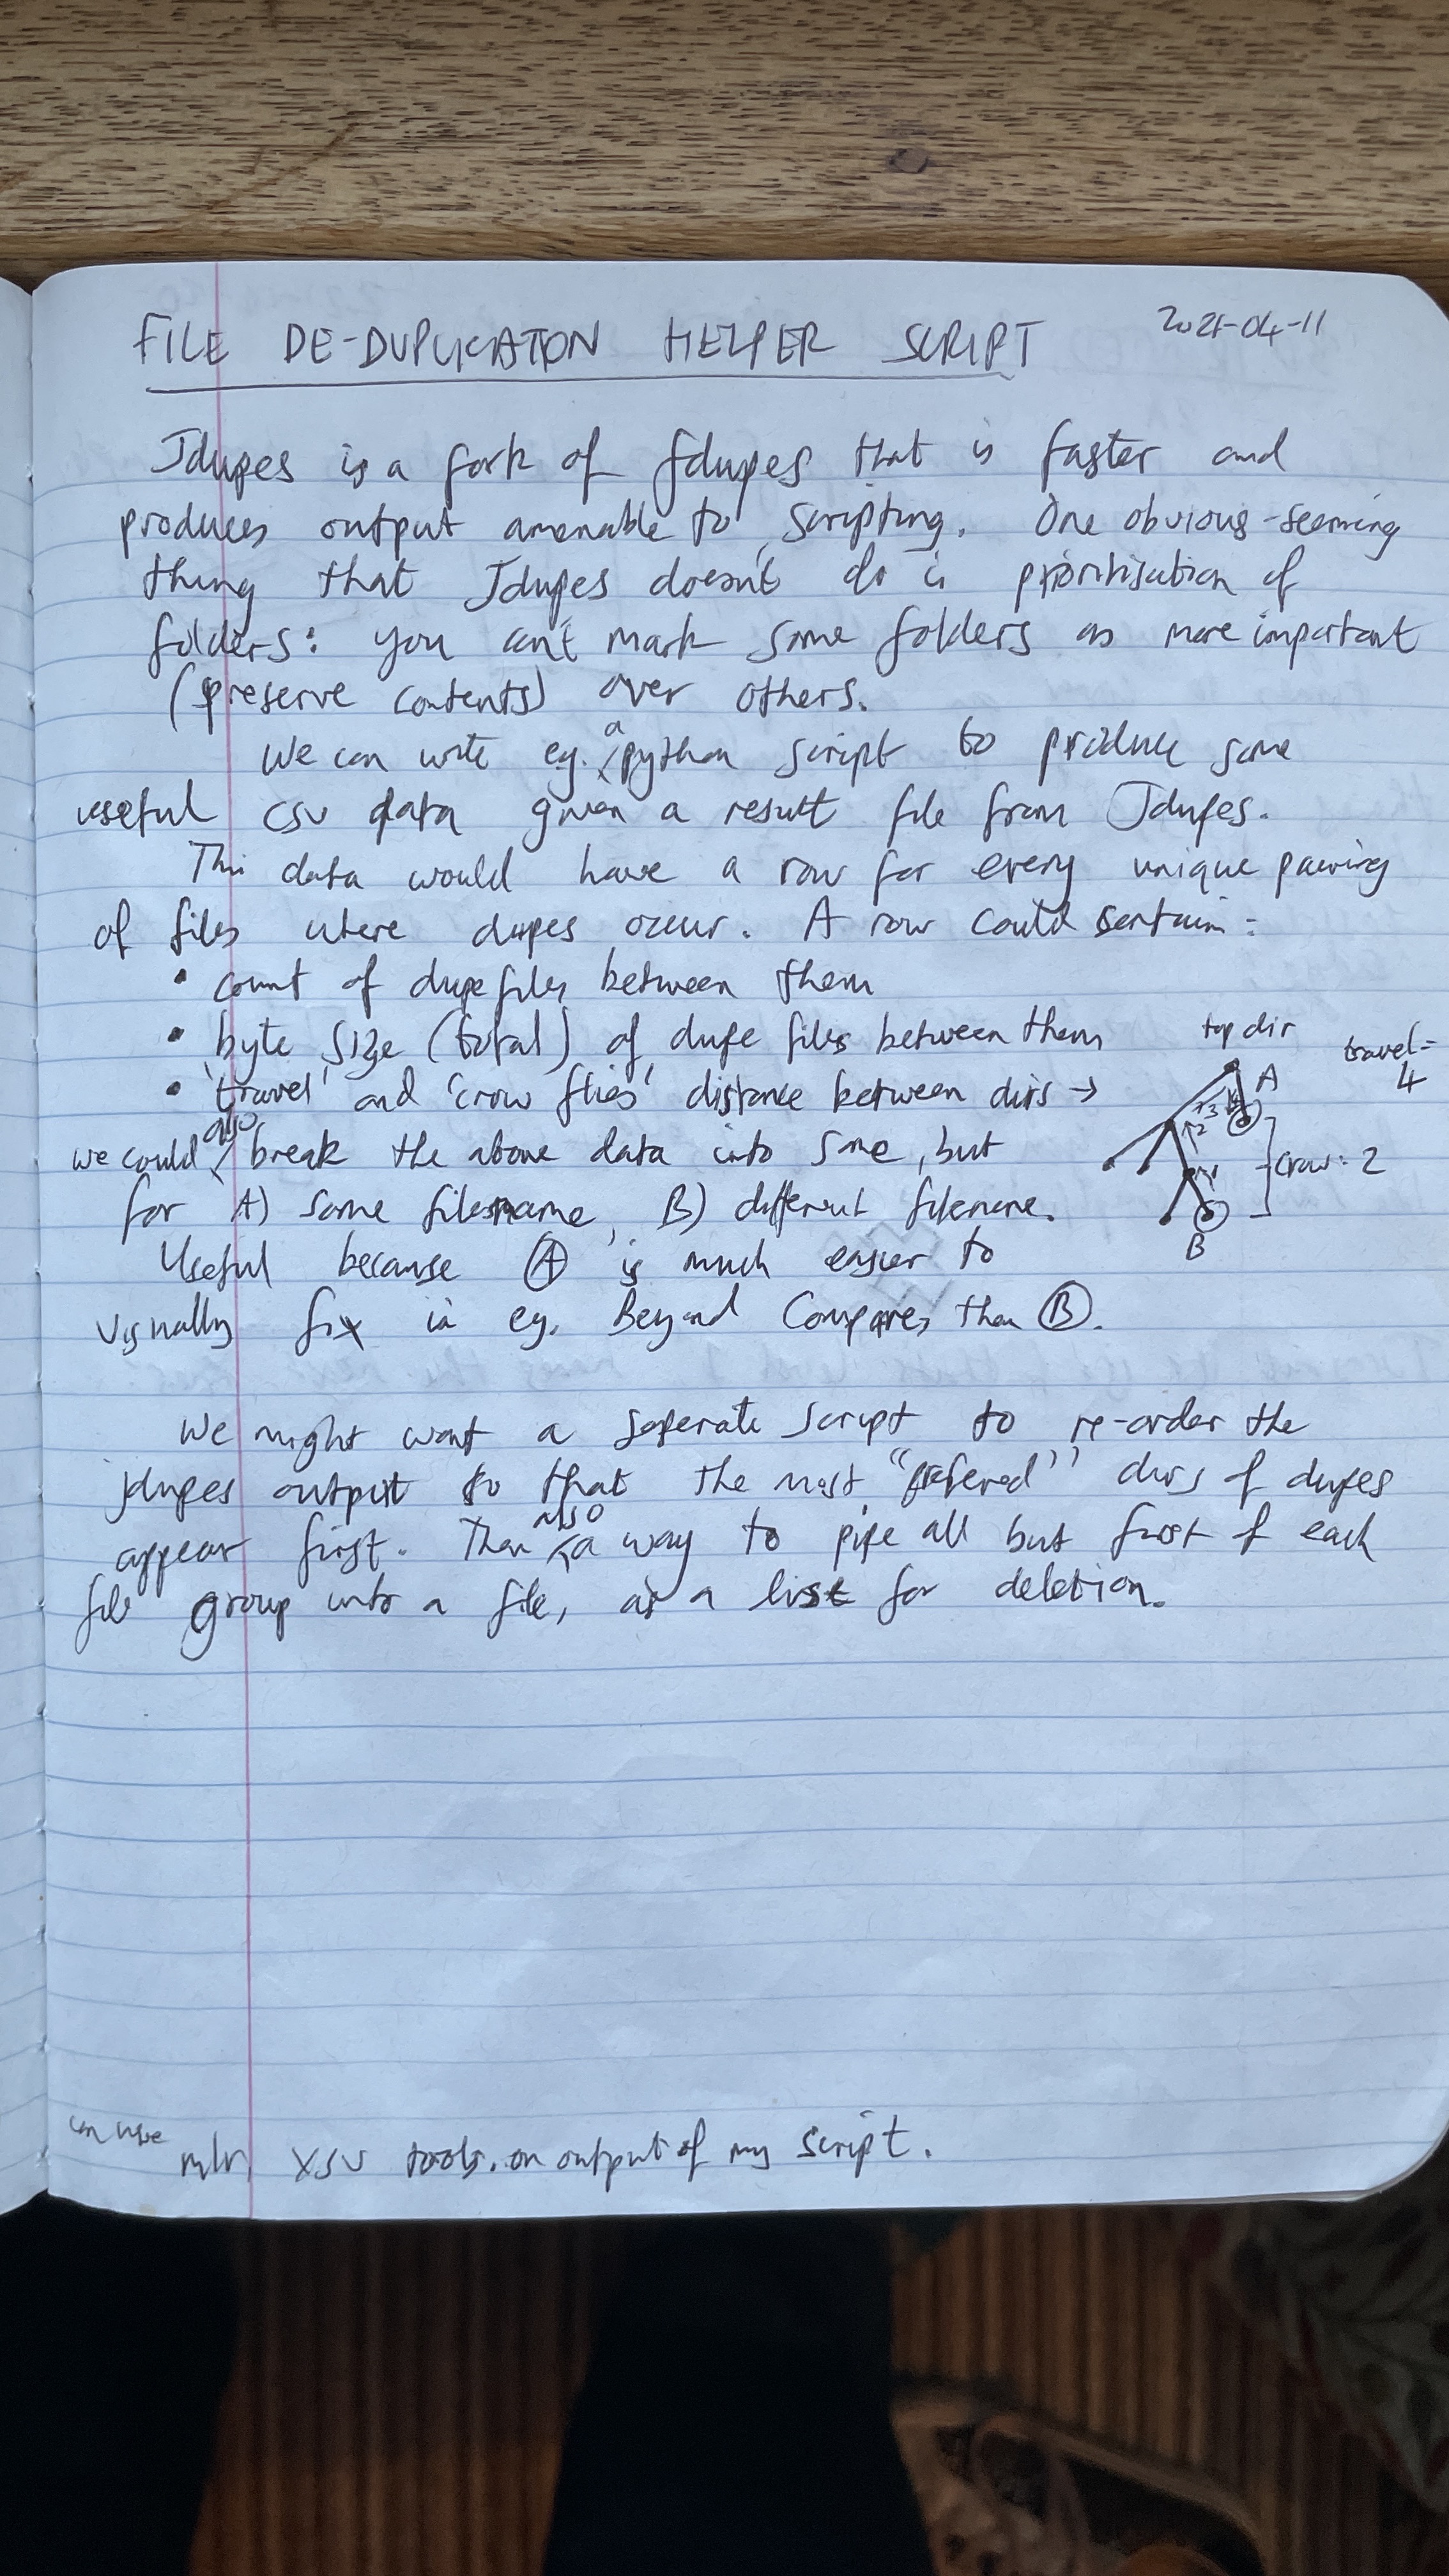 FILE DE-DUPLICATION HELPER SCRIPT 2021-04-11
Jdupes is a fork of fdupes that is faster and
produces output amenable to scripting. One obvious-seeming
thing that Jdupes doesn't do is prioritisation of
folders: you can't mark some folders as more important
(preserve contents) over others.
We can write eg. a python script to produce some
useful CSV data given a result file from Jdupes.
This data would have a row for every unique pairing
of files where dupes occur. A row could contain:
• count of dupe files between them
• byte size (total) of dupe files between them
• 'travel' and 'crow flies' distance between dirs →
top dir
travel = 4
A
crow: 2
B
we could also break the above data into same, but
for A) same filename, B) different filename.
Useful because A is much easier to
visually fix in eg. Beyond Compare, than B.
We might want a seperate script to re-order the
jdupes output so that the most "prefered" dirs of dupes
appear first. Then also a way to pipe all but first of each
file group into a file, as a list for deletion.
can use
mlr, xsv tools. on output of my script.